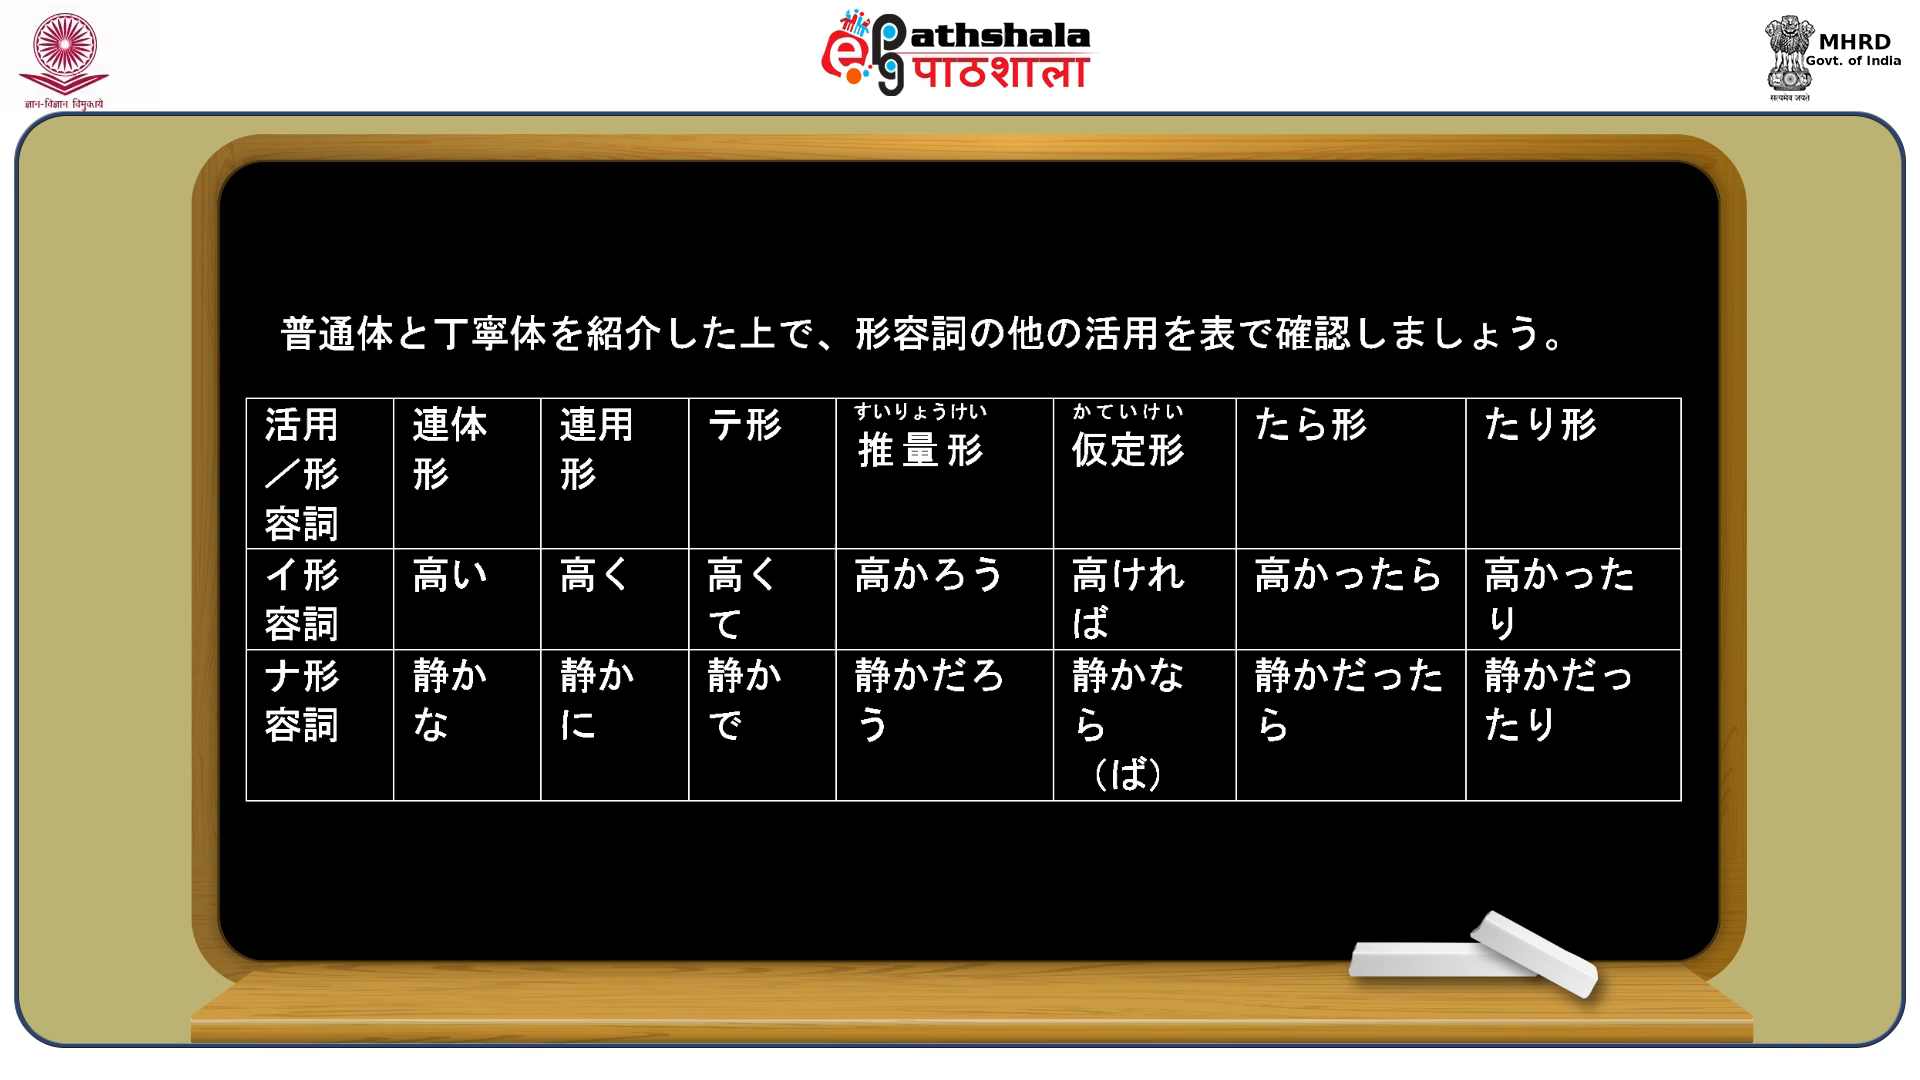 ज्ञान-विज्ञान विमुक्तये
ePathshala
पाठशाला
MHRD
Govt. of India
सत्यमेव जयते
普通体と丁寧体を紹介した上で、形容詞の他の活用を表で確認しましょう。
活用
／形
容詞
連体
形
連用
形
テ形
すいりょうけい
推量形
かていけい
仮定形
たら形
たり形
イ形
容詞
高い
高く
高く
て
高かろう
高けれ
ば
高かったら
高かった
り
ナ形
容詞
静か
な
静か
に
静か
で
静かだろ
う
静かな
ら
（ば）
静かだった
ら
静かだっ
たり